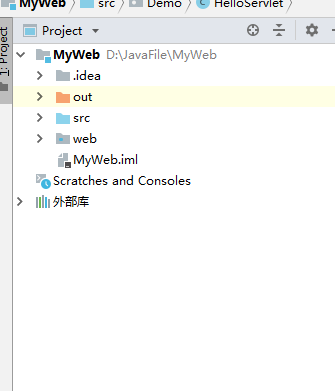 MyWeb src Demo HelloServlet
1: Project
Project
MyWeb D:\JavaFile\MyWeb
.idea
out
src
web
MyWeb.iml
Scratches and Consoles
外部库